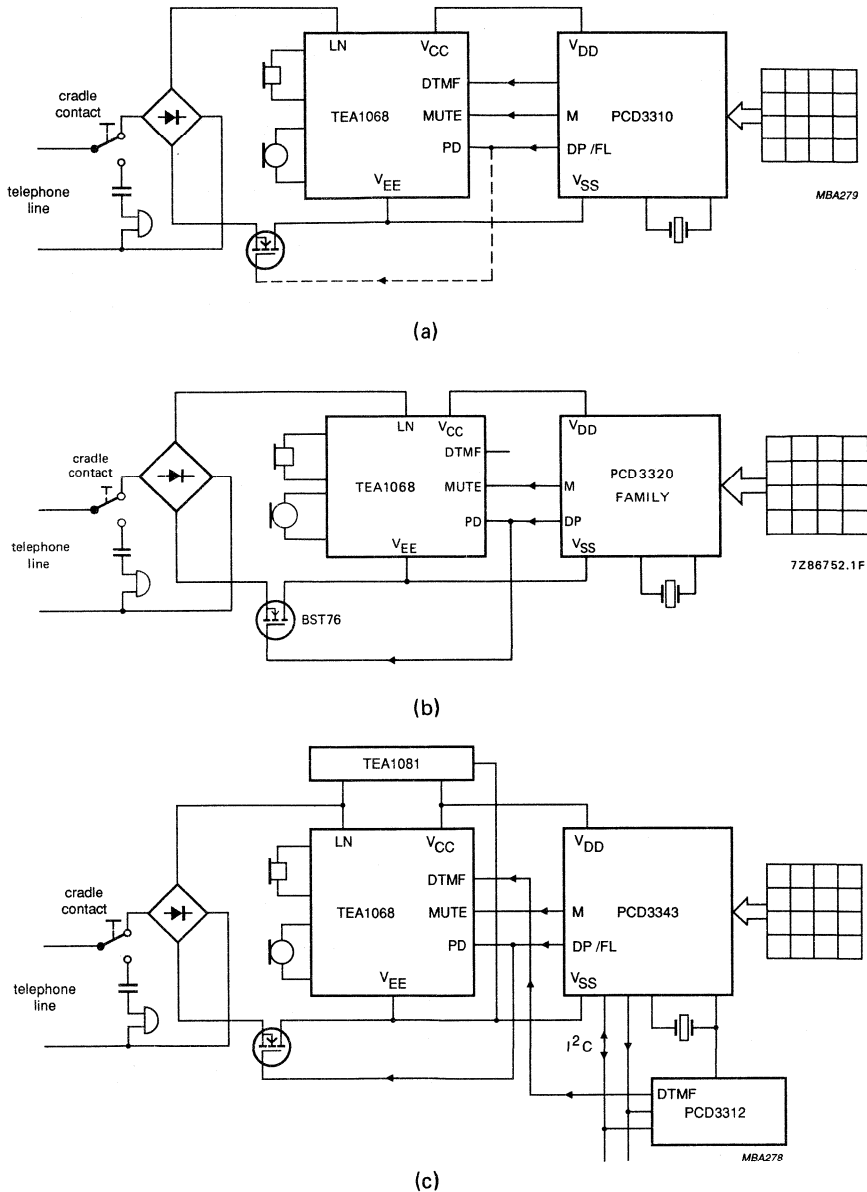 LN
VCC
VDD
DTMF
cradle
contact
TEA1068
MUTE
M
PCD3310
PD
DP /FL
telephone
line
VEE
VSS
MBA279
(a)
LN
VCC
VDD
DTMF
cradle
contact
TEA1068
MUTE
M
PCD3320
FAMILY
PD
DP
telephone
line
VEE
VSS
7Z86752.1F
BST76
(b)
TEA1081
LN
VCC
VDD
DTMF
cradle
contact
TEA1068
MUTE
M
PCD3343
PD
DP /FL
telephone
line
VEE
VSS
I²C
DTMF
PCD3312
MBA278
(c)